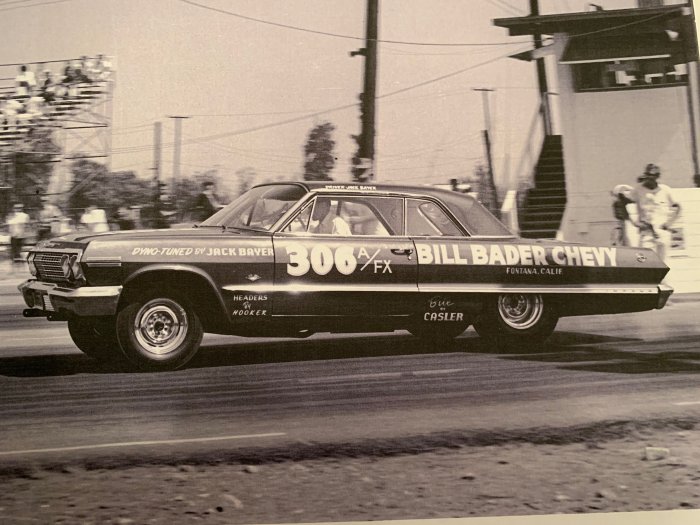 DRIVER - JACK BAYER
DYNO-TUNED BY JACK BAYER
306 A/FX
BILL BADER CHEVY
FONTANA, CALIF.
HEADERS
BY
HOOKER
BY
CASLER